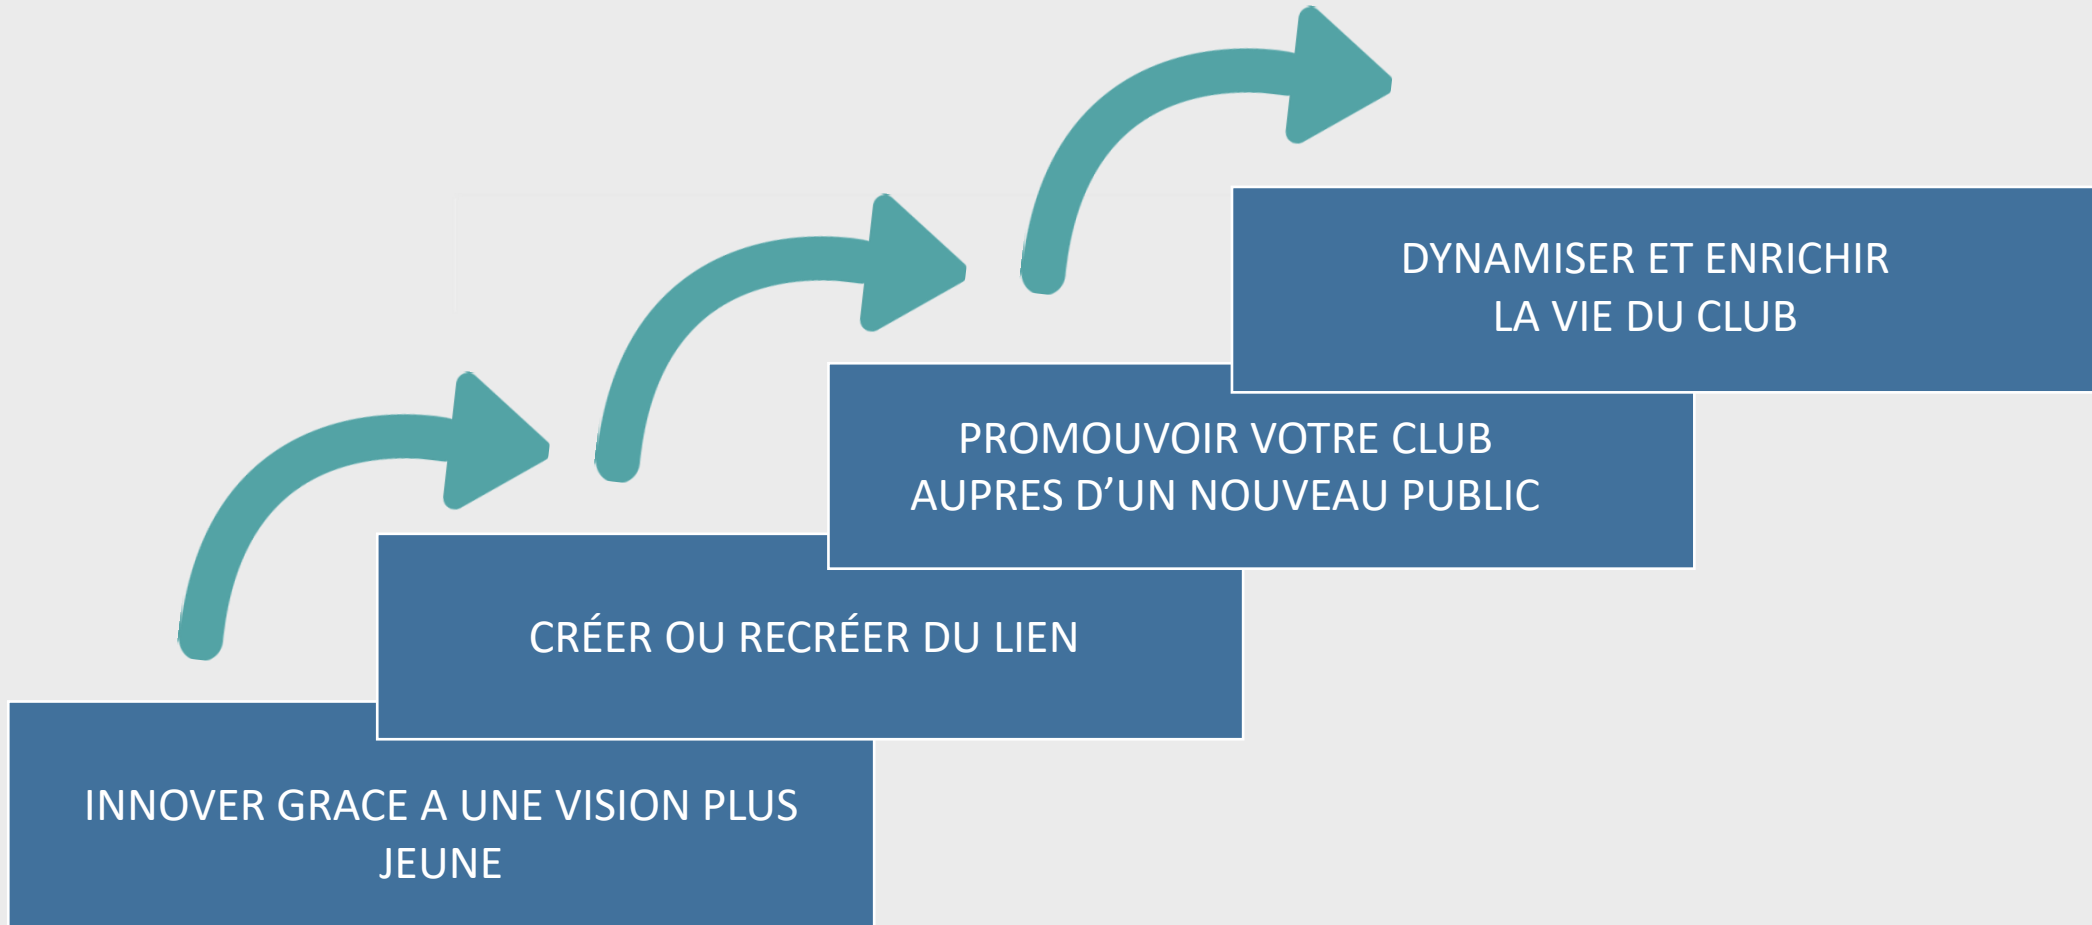 DYNAMISER ET ENRICHIR
LA VIE DU CLUB
PROMOUVOIR VOTRE CLUB
AUPRES D’UN NOUVEAU PUBLIC
CRÉER OU RECRÉER DU LIEN
INNOVER GRACE A UNE VISION PLUS
JEUNE